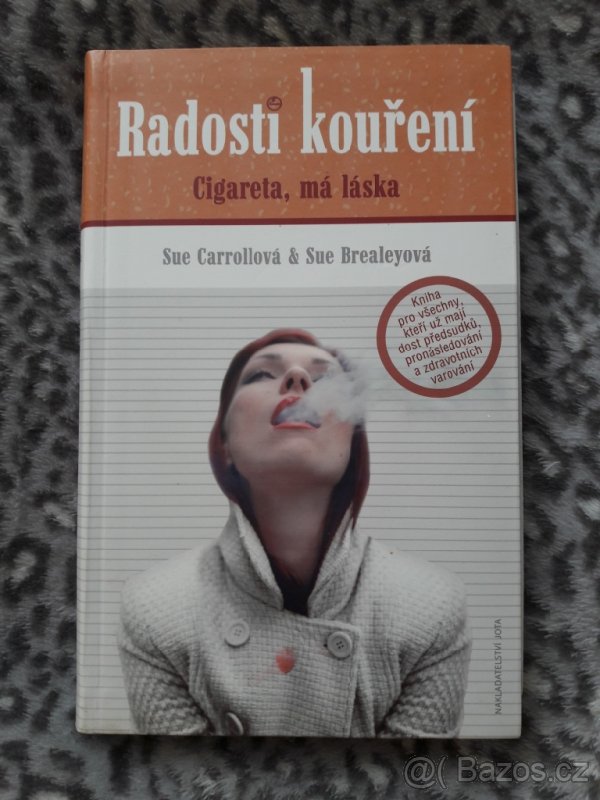 Radosti kouření
Cigareta, má láska
Sue Carrollová & Sue Brealeyová
Kniha
pro všechny,
kteří už mají
dost předsudků,
pronásledování
a zdravotních
varování
NAKLADATELSTVÍ JOTA
@( Bazos.cz